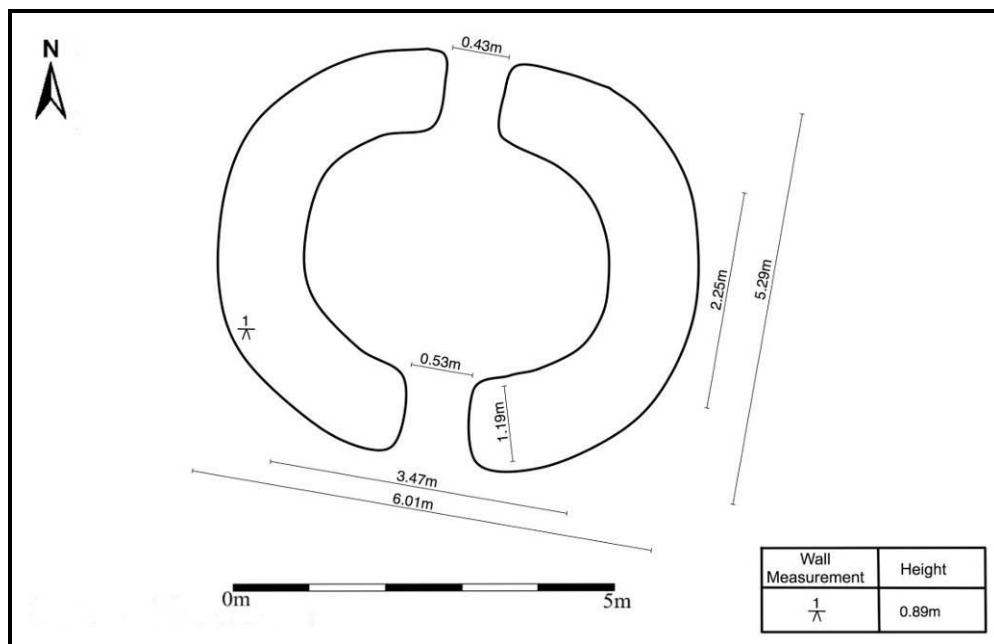 N
0.43m
5.29m
2.25m
1
0.53m
1.19m
3.47m
6.01m
0m
5m
Wall Measurement
Height
1
0.89m